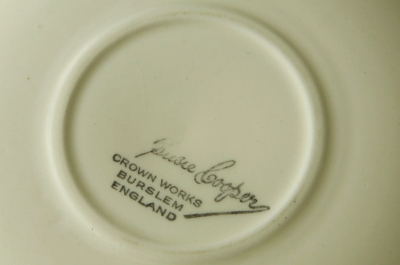 Susie Cooper
CROWN WORKS
BURSLEM
ENGLAND